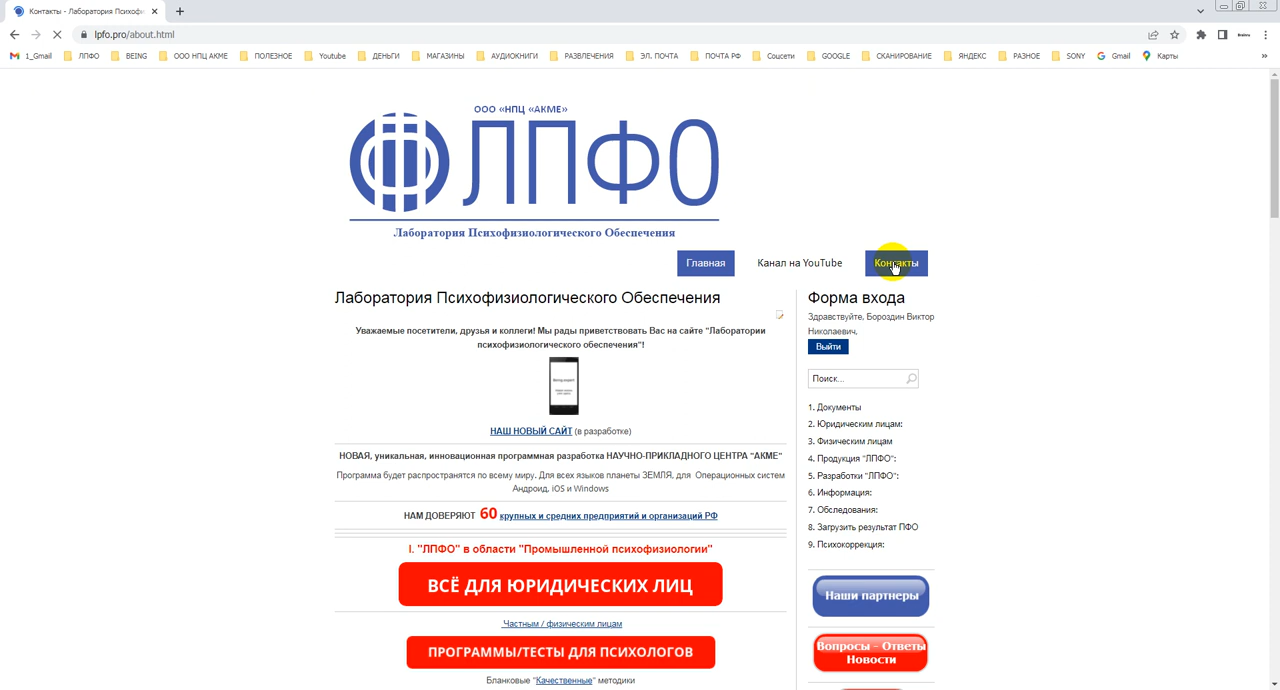 Контакты - Лаборатория Психоф
lpfo.pro/about.html
1_Gmail ЛПФО BEING ООО НПЦ АКМЕ ПОЛЕЗНОЕ Youtube ДЕНЬГИ МАГАЗИНЫ АУДИОКНИГИ РАЗВЛЕЧЕНИЯ ЭЛ. ПОЧТА ПОЧТА РФ Соцсети GOOGLE СКАНИРОВАНИЕ ЯНДЕКС РАЗНОЕ SONY Gmail Карты
ООО «НПЦ «АКМЕ»
ЛПФО
Лаборатория Психофизиологического Обеспечения
Главная Канал на YouTube Контакты
Лаборатория Психофизиологического Обеспечения
Уважаемые посетители, друзья и коллеги! Мы рады приветствовать Вас на сайте "Лаборатории
психофизиологического обеспечения"!
НАШ НОВЫЙ САЙТ (в разработке)
НОВАЯ, уникальная, инновационная программная разработка НАУЧНО-ПРИКЛАДНОГО ЦЕНТРА "АКМЕ"
Программа будет распространятся по всему миру. Для всех языков планеты ЗЕМЛЯ, для Операционных систем
Андроид, iOS и Windows
НАМ ДОВЕРЯЮТ 60 крупных и средних предприятий и организаций РФ
I. "ЛПФО" в области "Промышленной психофизиологии"
ВСЁ ДЛЯ ЮРИДИЧЕСКИХ ЛИЦ
Частным / физическим лицам
ПРОГРАММЫ/ТЕСТЫ ДЛЯ ПСИХОЛОГОВ
Бланковые "Качественные" методики
Форма входа
Здравствуйте, Бороздин Виктор
Николаевич,
Выйти
Поиск...
1. Документы
2. Юридическим лицам:
3. Физическим лицам
4. Продукция "ЛПФО":
5. Разработки "ЛПФО":
6. Информация:
7. Обследования:
8. Загрузить результат ПФО
9. Психокоррекция:
Наши партнеры
Вопросы - Ответы
Новости